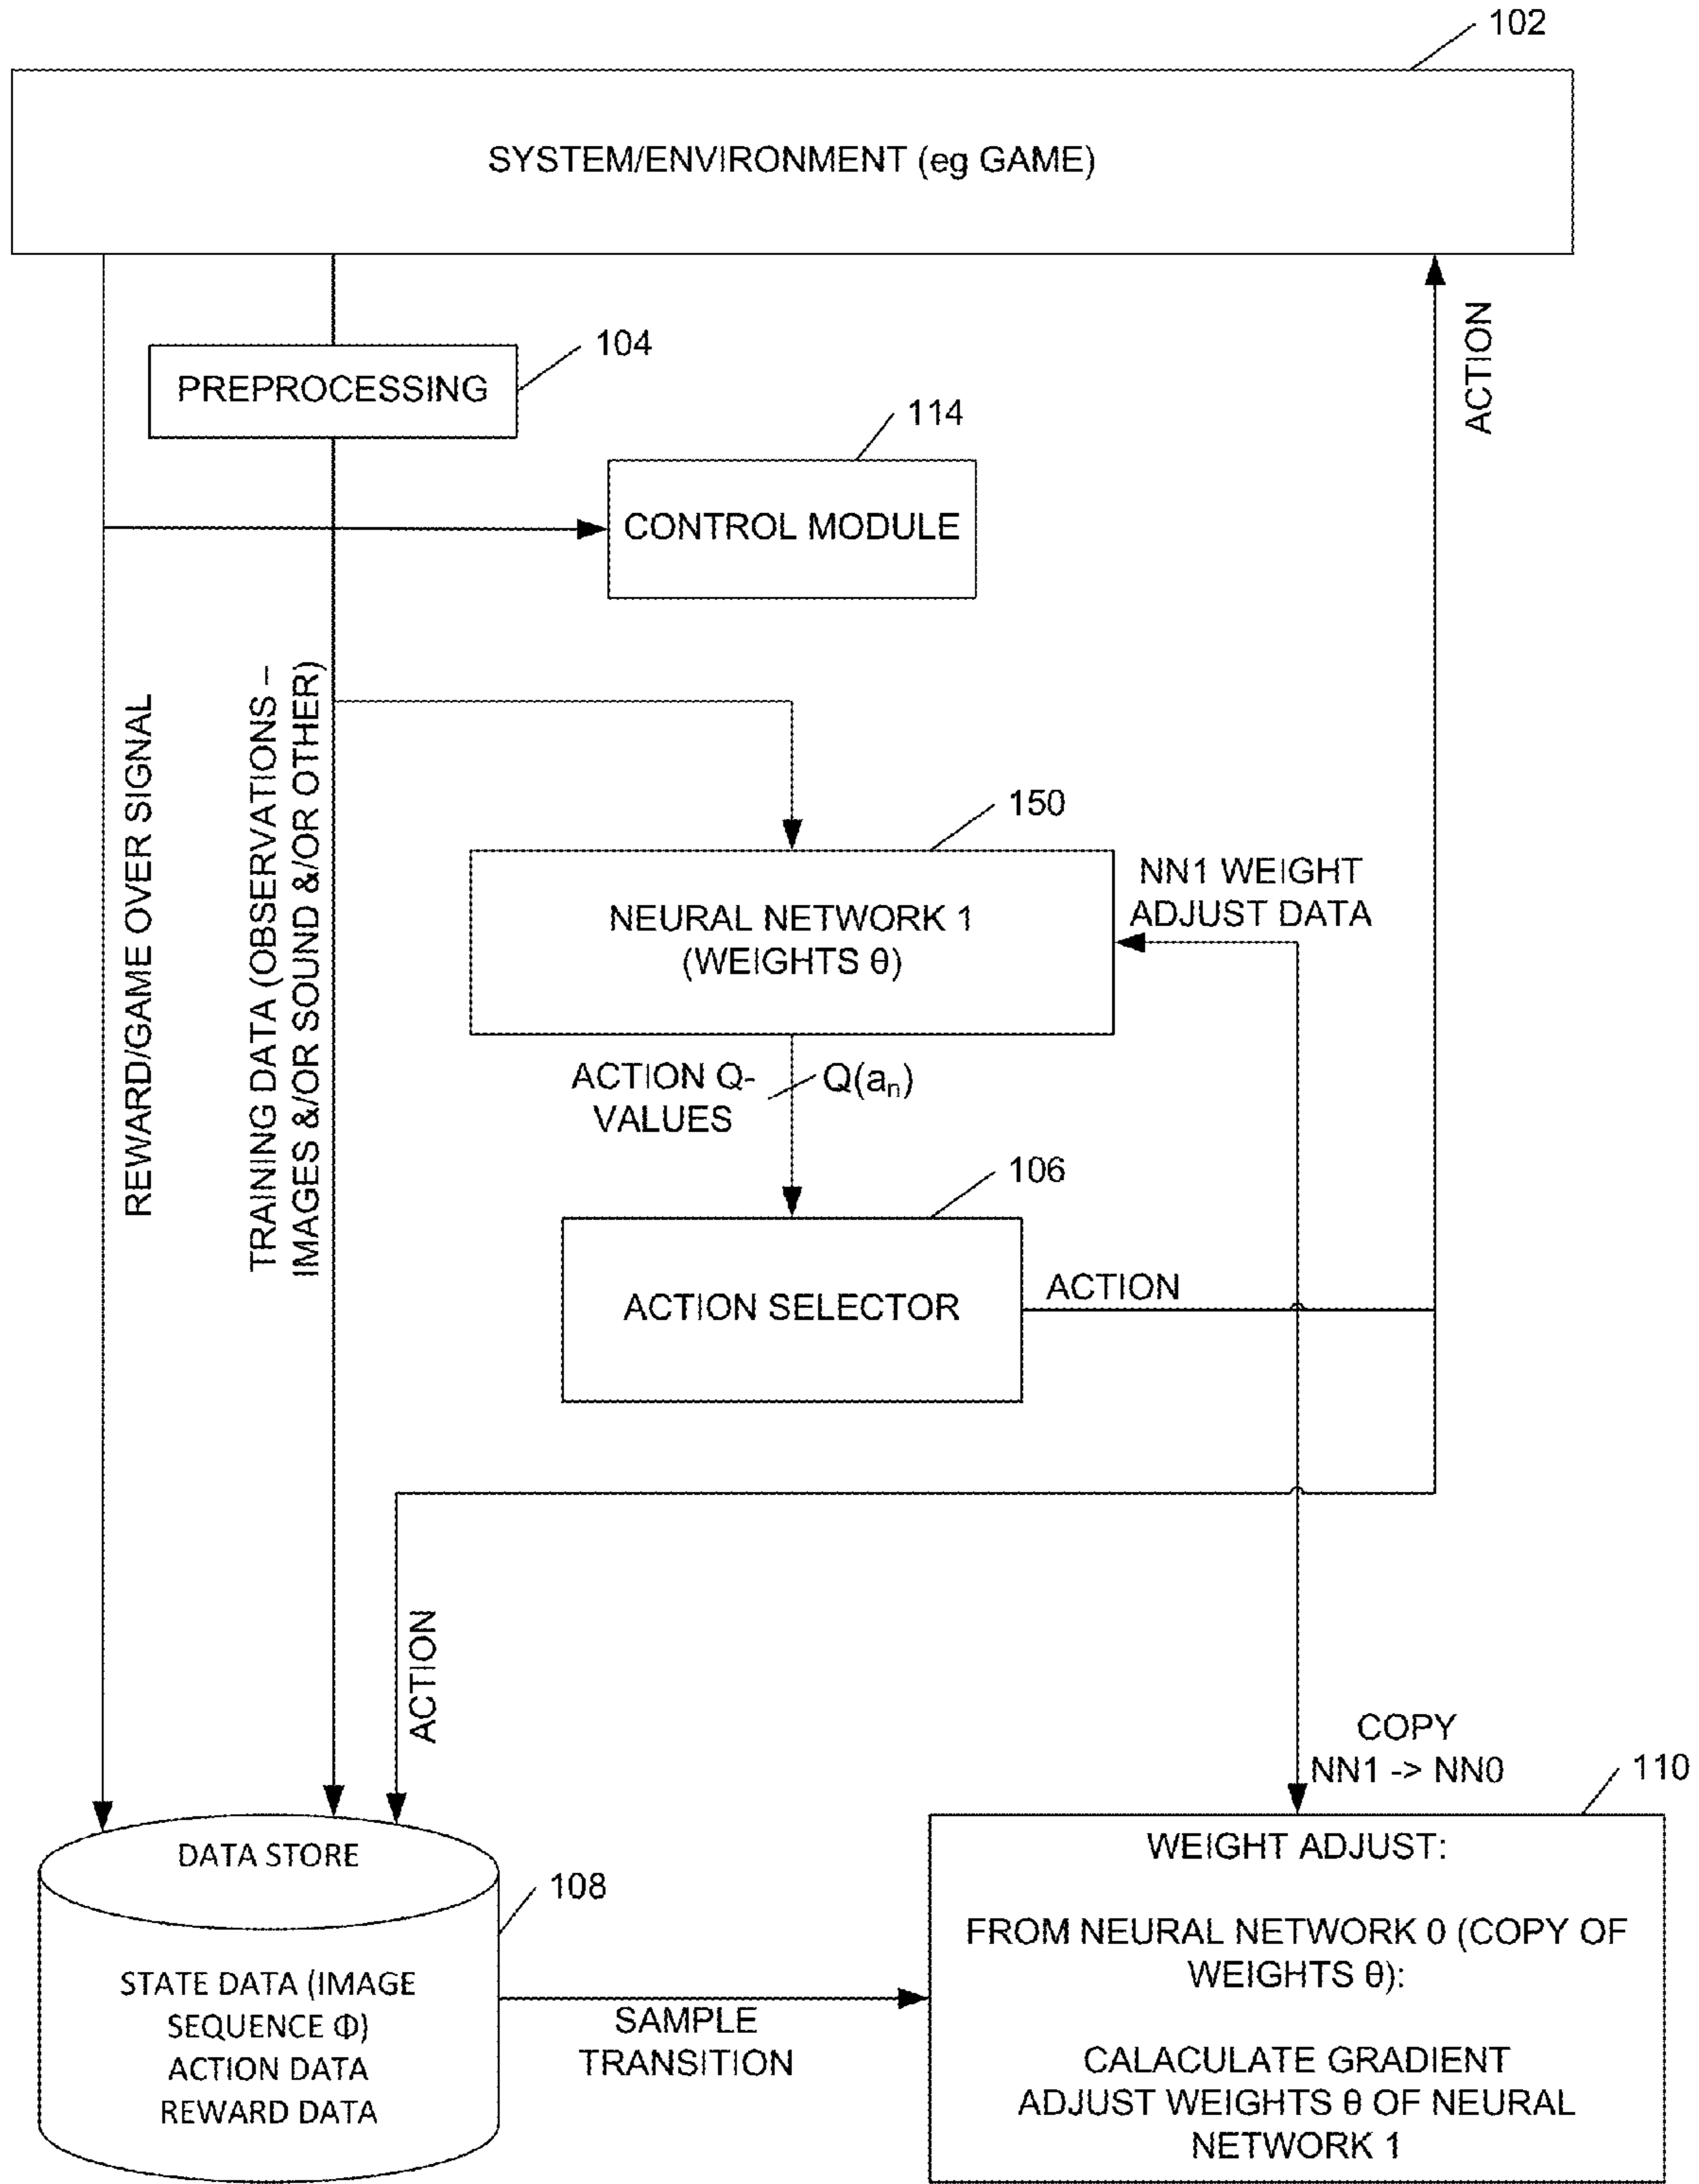 102
SYSTEM/ENVIRONMENT (eg GAME)
ACTION
104
PREPROCESSING
114
CONTROL MODULE
REWARD/GAME OVER SIGNAL
TRAINING DATA (OBSERVATIONS –
IMAGES &/OR SOUND &/OR OTHER)
150
NEURAL NETWORK 1
(WEIGHTS θ)
NN1 WEIGHT
ADJUST DATA
ACTION Q-
VALUES
Q(aₙ)
106
ACTION SELECTOR
ACTION
ACTION
COPY
NN1 -> NN0
110
DATA STORE
108
STATE DATA (IMAGE
SEQUENCE Φ)
ACTION DATA
REWARD DATA
SAMPLE
TRANSITION
WEIGHT ADJUST:
FROM NEURAL NETWORK 0 (COPY OF
WEIGHTS θ):
CALACULATE GRADIENT
ADJUST WEIGHTS θ OF NEURAL
NETWORK 1